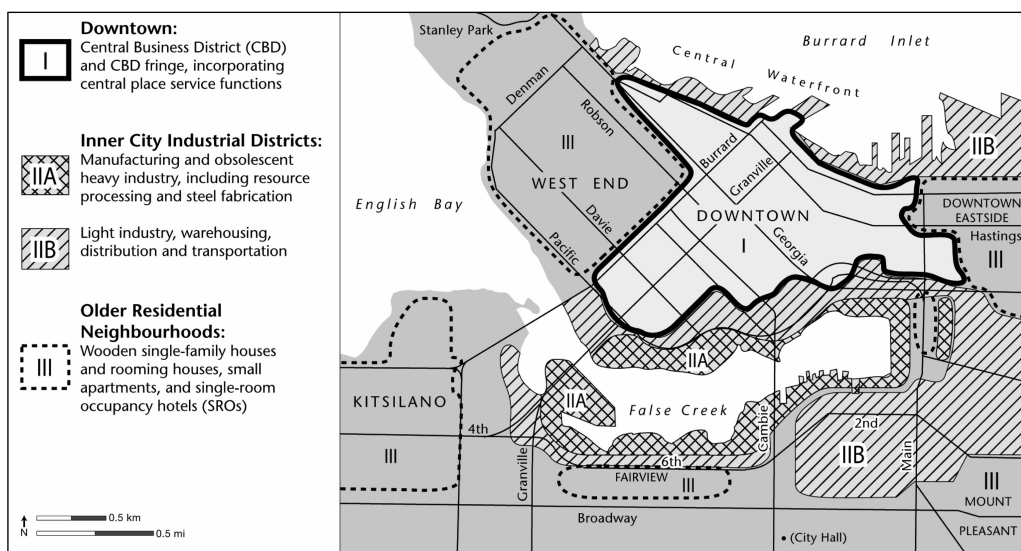 Downtown:
I
Central Business District (CBD)
and CBD fringe, incorporating
central place service functions
Inner City Industrial Districts:
IIA
Manufacturing and obsolescent
heavy industry, including resource
processing and steel fabrication
IIB
Light industry, warehousing,
distribution and transportation
Older Residential
Neighbourhoods:
III
Wooden single-family houses
and rooming houses, small
apartments, and single-room
occupancy hotels (SROs)
N
0.5 km
0.5 mi
Stanley Park
Burrard Inlet
Central Waterfront
Denman
Robson
III
WEST END
Burrard
Granville
IIB
English Bay
Davie
Pacific
DOWNTOWN
I
Georgia
DOWNTOWN
EASTSIDE
Hastings
III
IIA
IIA
False Creek
KITSILANO
4th
III
Granville
Cambie
2nd
Main
IIB
6th
FAIRVIEW
III
III
MOUNT
PLEASANT
Broadway
(City Hall)